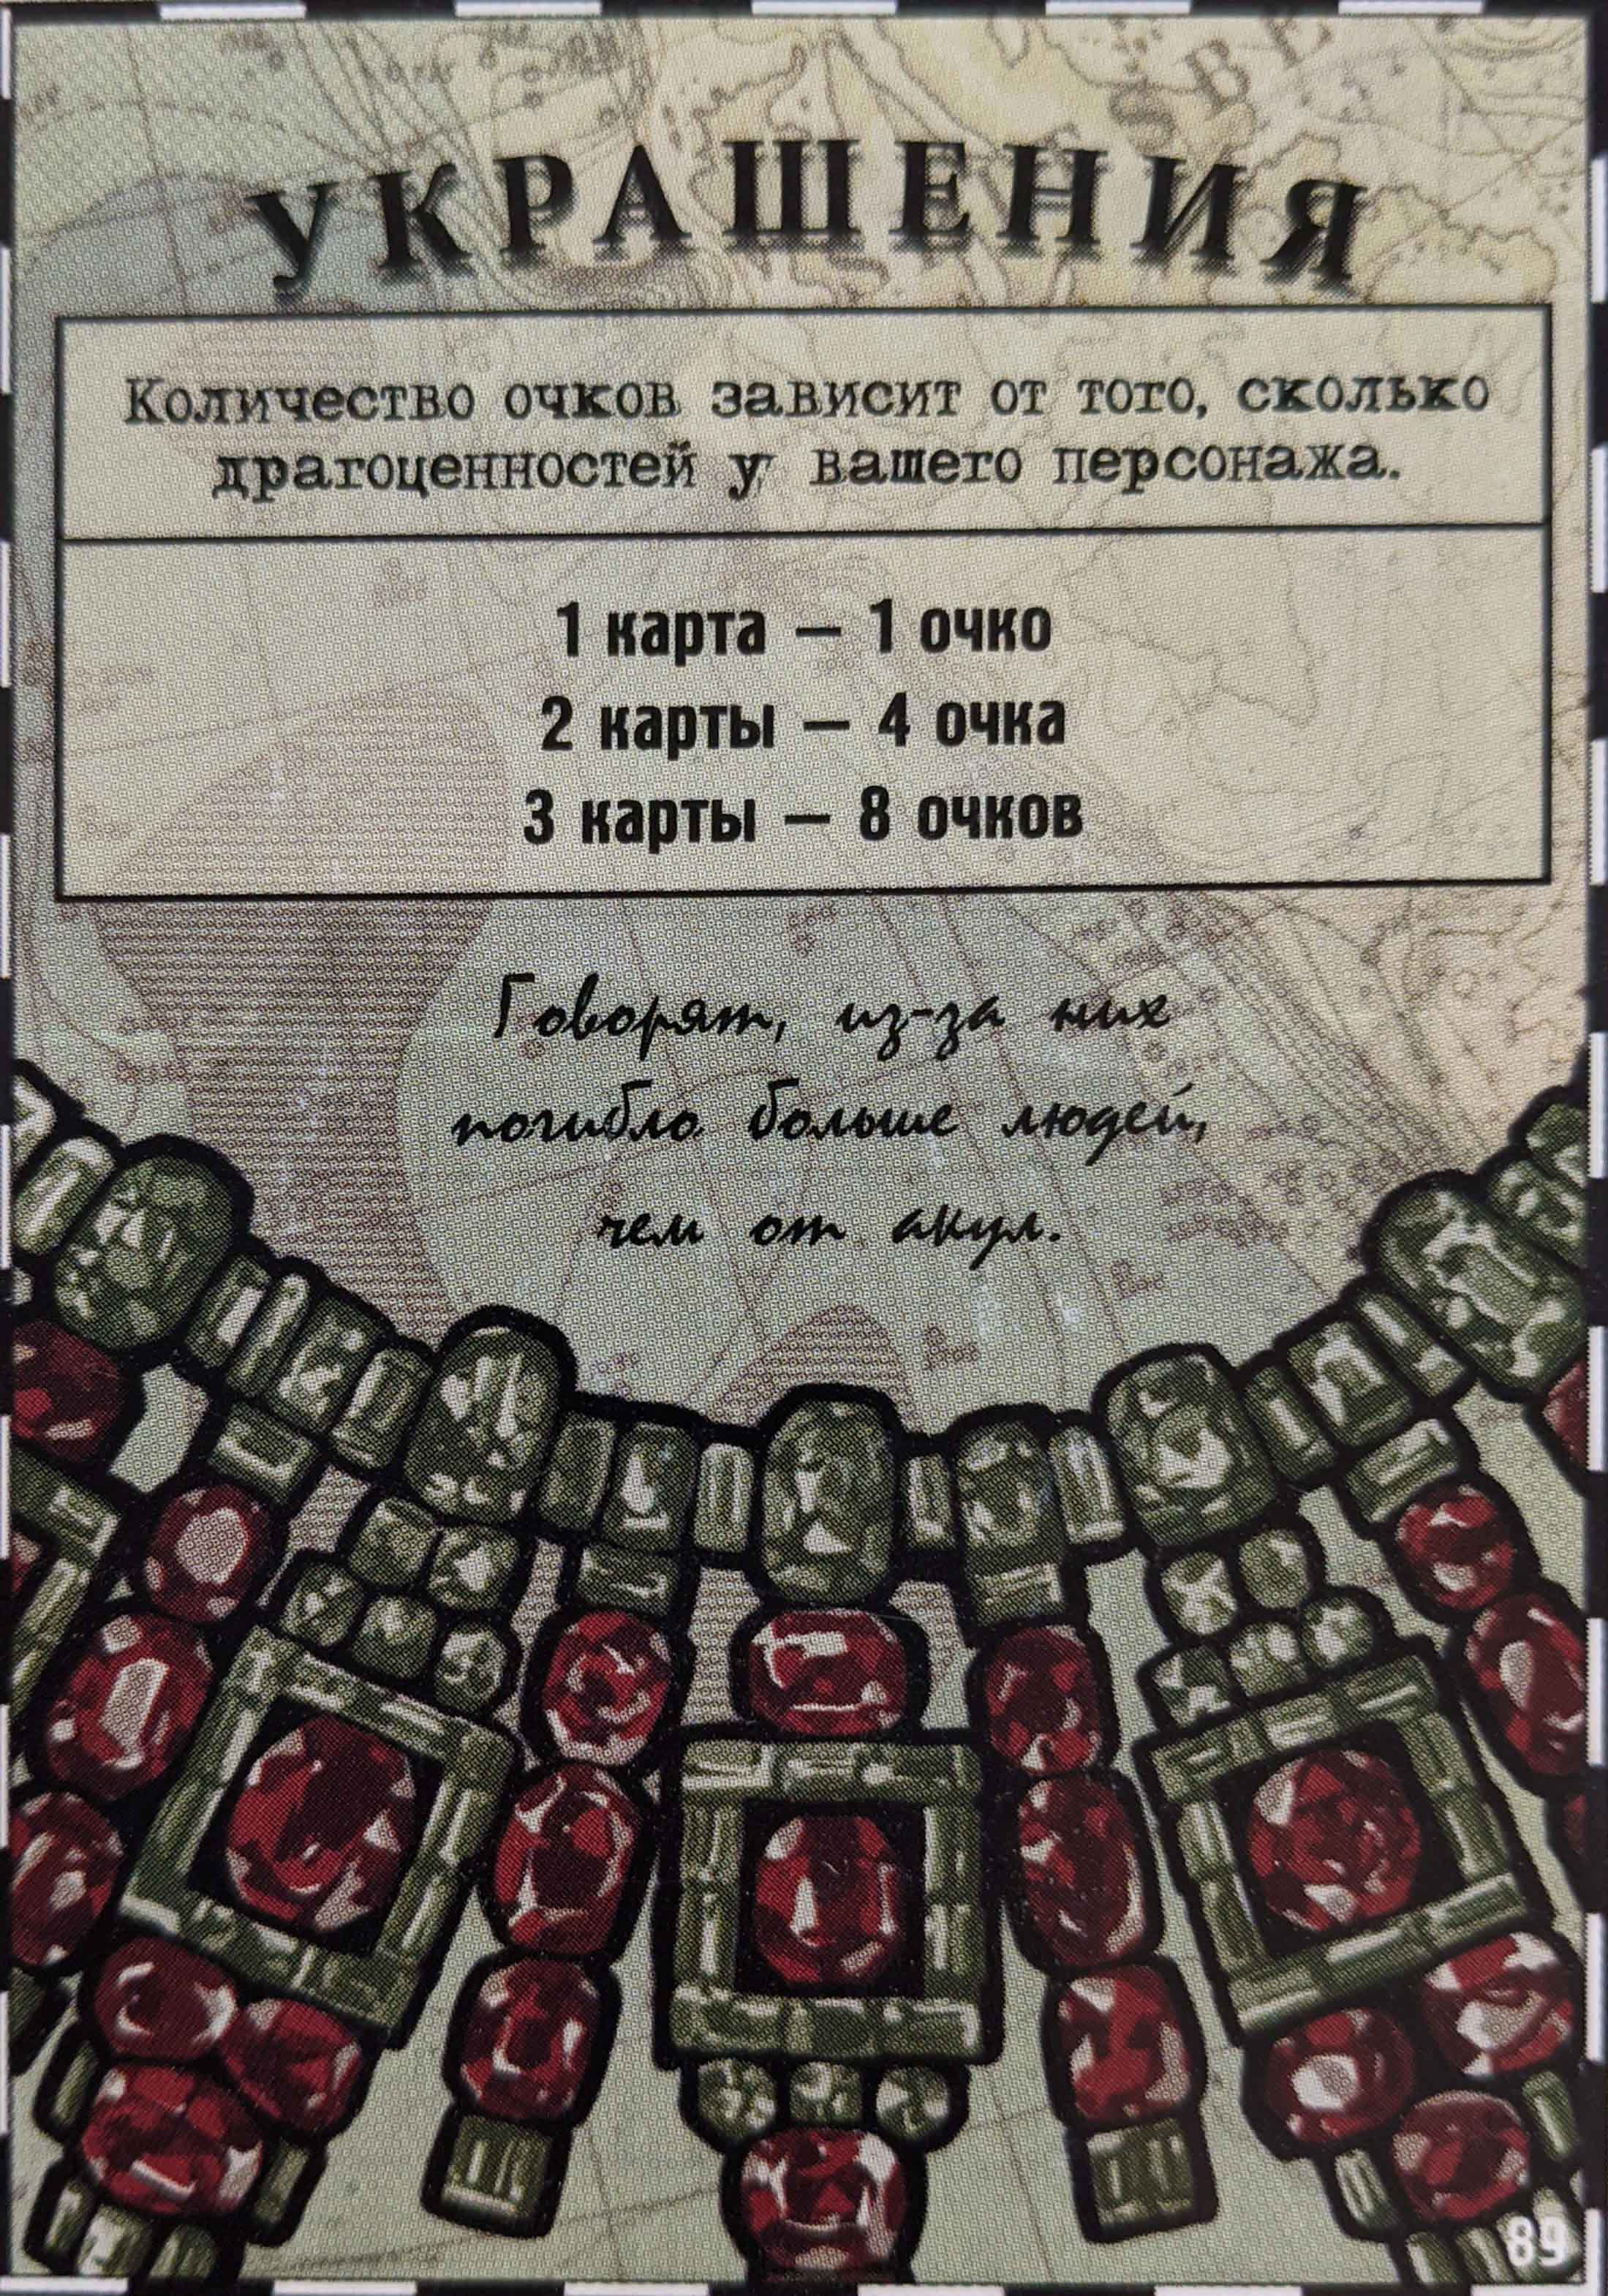 УКРАШЕНИЯ
Количество очков зависит от того, сколько
драгоценностей у вашего персонажа.
1 карта — 1 очко
2 карты — 4 очка
3 карты — 8 очков
Говорят, из-за них
погибло больше людей,
чем от акул.
89